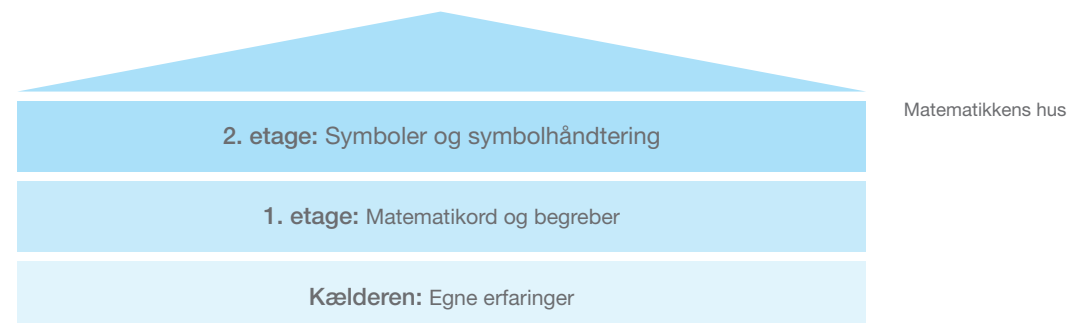 Matematikkens hus
2. etage: Symboler og symbolhåndtering
1. etage: Matematikord og begreber
Kælderen: Egne erfaringer